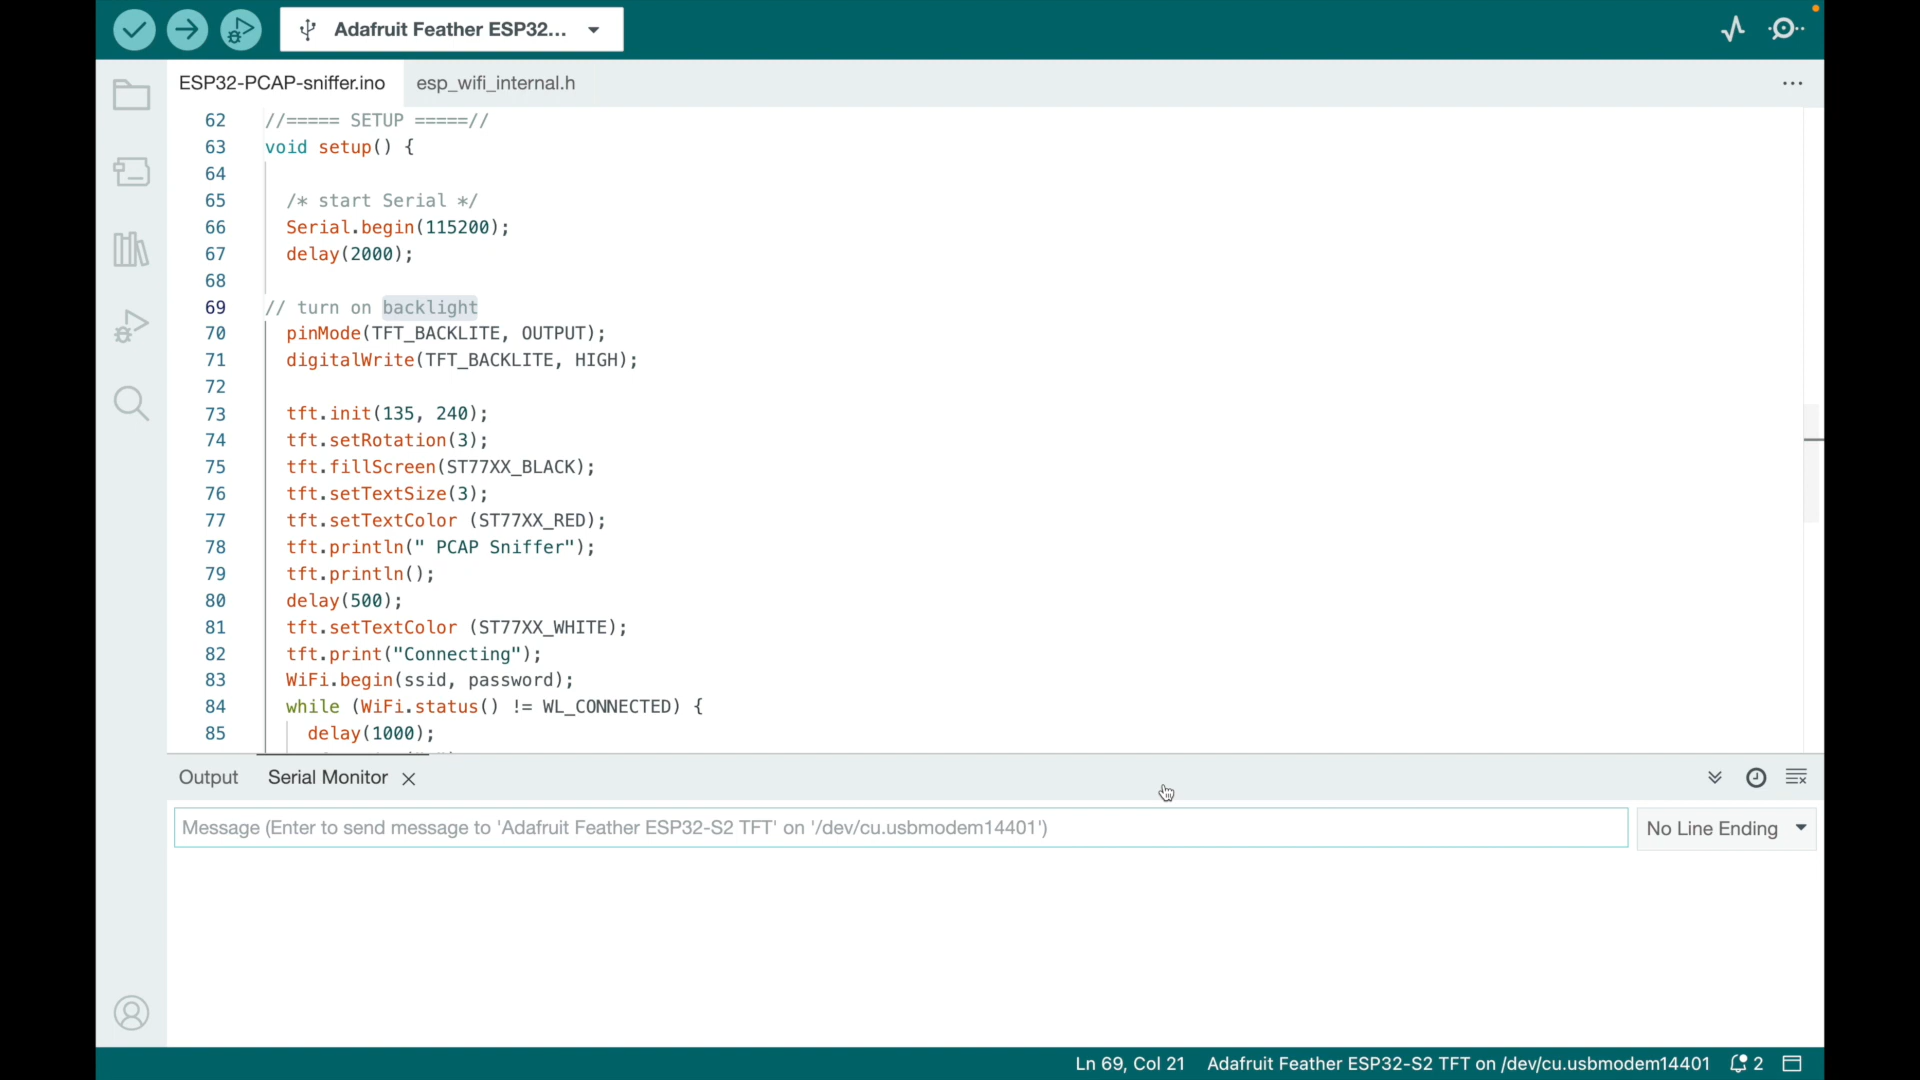 Adafruit Feather ESP32...
ESP32-PCAP-sniffer.ino
esp_wifi_internal.h
62 //===== SETUP =====//
63 void setup() {
64
65 /* start Serial */
66 Serial.begin(115200);
67 delay(2000);
68
69 // turn on backlight
70 pinMode(TFT_BACKLITE, OUTPUT);
71 digitalWrite(TFT_BACKLITE, HIGH);
72
73 tft.init(135, 240);
74 tft.setRotation(3);
75 tft.fillScreen(ST77XX_BLACK);
76 tft.setTextSize(3);
77 tft.setTextColor (ST77XX_RED);
78 tft.println(" PCAP Sniffer");
79 tft.println();
80 delay(500);
81 tft.setTextColor (ST77XX_WHITE);
82 tft.print("Connecting");
83 WiFi.begin(ssid, password);
84 while (WiFi.status() != WL_CONNECTED) {
85 delay(1000);
Output Serial Monitor
Message (Enter to send message to 'Adafruit Feather ESP32-S2 TFT' on '/dev/cu.usbmodem14401')
No Line Ending
Ln 69, Col 21 Adafruit Feather ESP32-S2 TFT on /dev/cu.usbmodem14401 2